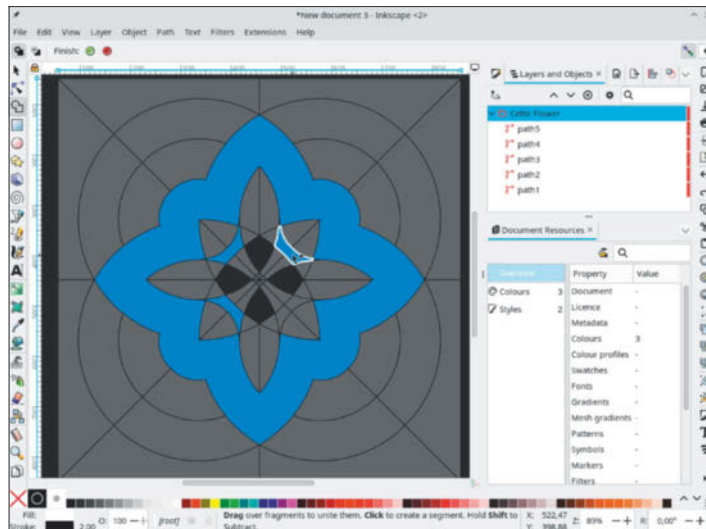 *New document 3 - Inkscape <2>
File Edit View Layer Object Path Text Filters Extensions Help
Finish:
Layers and Objects ×
Celtic Flower
path5
path4
path3
path2
path1
Document Resources ×
Overview
Property Value
Colours 3
Document -
Styles 2
Licence -
Metadata -
Colours 3
Colour profiles -
Swatches -
Fonts -
Gradients -
Mesh gradients -
Patterns -
Symbols -
Markers -
Filters
Fill:
Stroke: 2,00
O: 100 − +
[root]
Drag over fragments to unite them. Click to create a segment. Hold Shift to
Subtract.
X: 522,47
Y: 398,88
Z: 89% − +
R: 0,00° − +